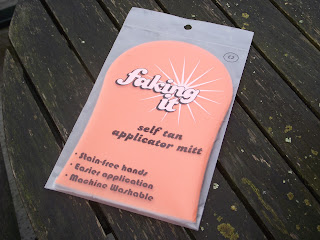 faking
it
self tan
applicator mitt
• Stain-free hands
• Easier application
• Machine Washable